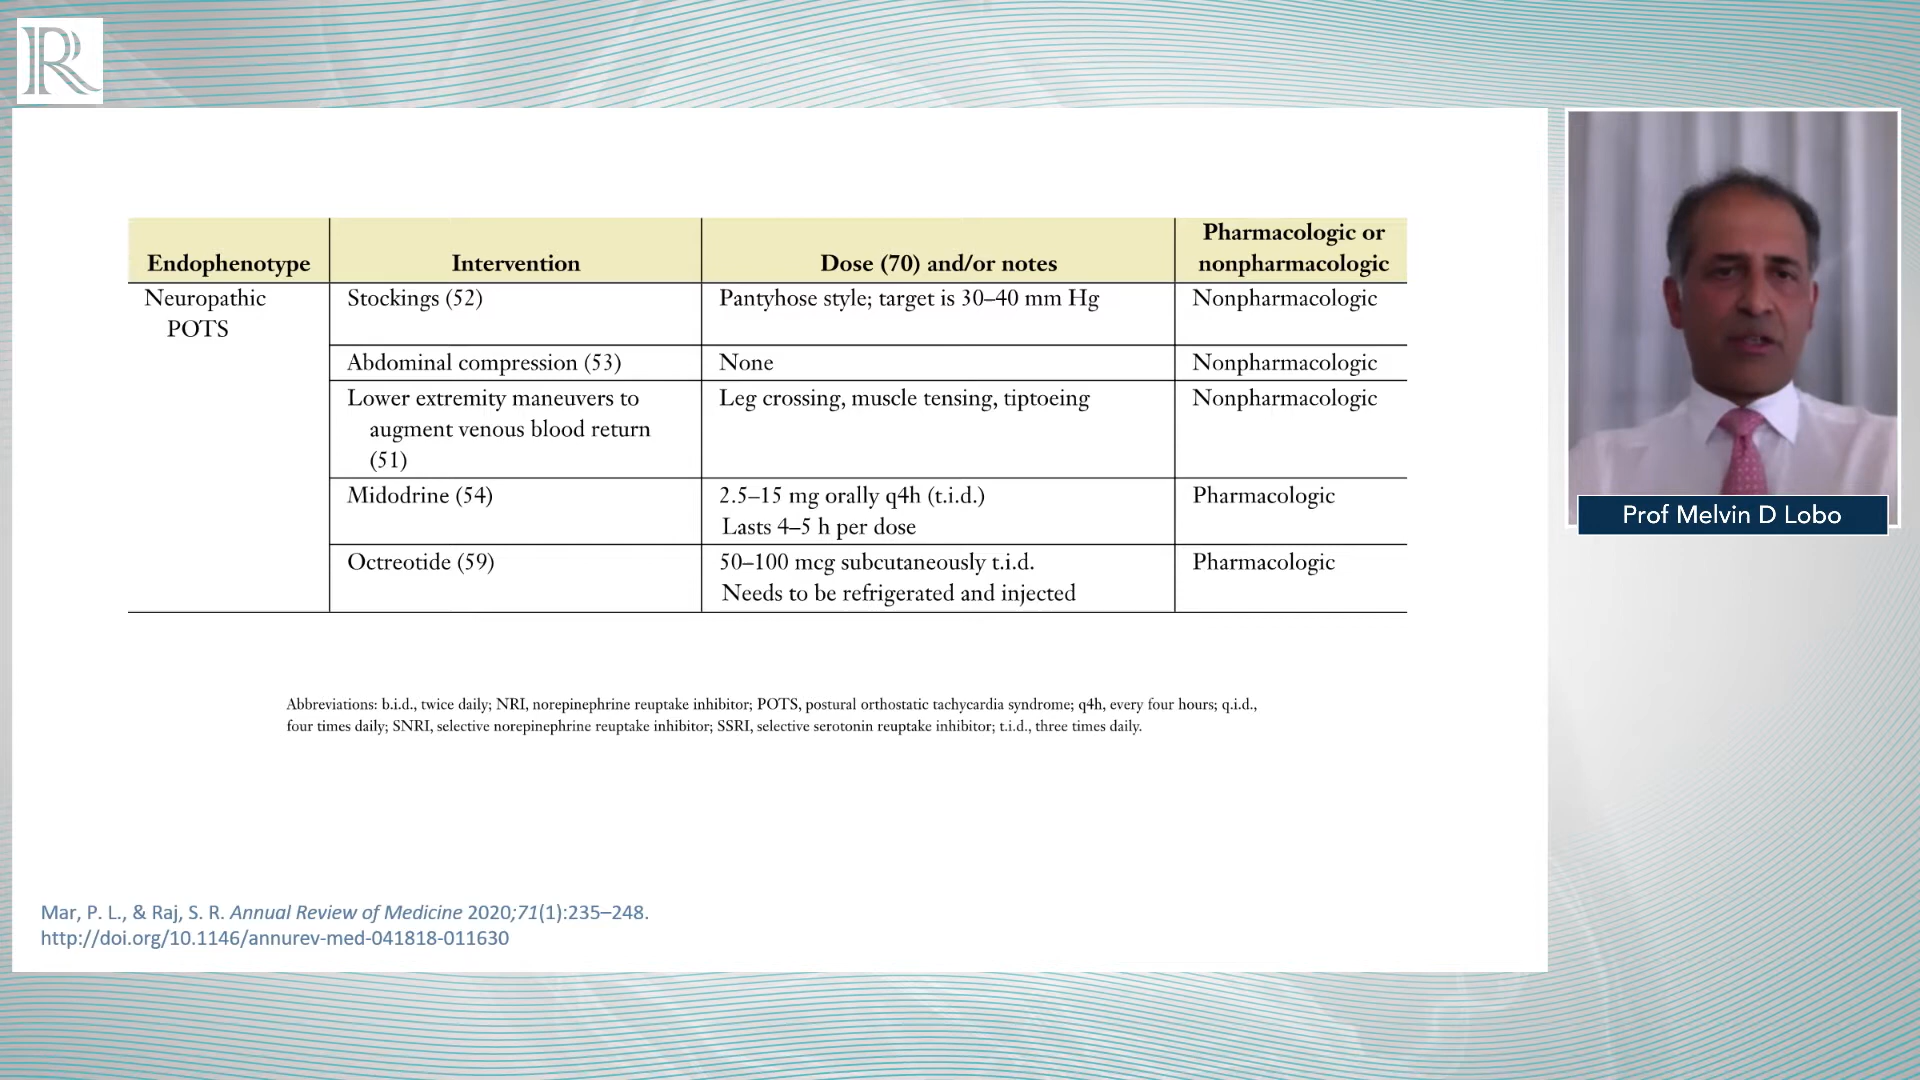 R
Endophenotype
Intervention
Dose (70) and/or notes
Pharmacologic or
nonpharmacologic
Neuropathic
POTS
Stockings (52)
Pantyhose style; target is 30–40 mm Hg
Nonpharmacologic
Abdominal compression (53)
None
Nonpharmacologic
Lower extremity maneuvers to
augment venous blood return
(51)
Leg crossing, muscle tensing, tiptoeing
Nonpharmacologic
Midodrine (54)
2.5–15 mg orally q4h (t.i.d.)
Lasts 4–5 h per dose
Pharmacologic
Octreotide (59)
50–100 mcg subcutaneously t.i.d.
Needs to be refrigerated and injected
Pharmacologic
Abbreviations: b.i.d., twice daily; NRI, norepinephrine reuptake inhibitor; POTS, postural orthostatic tachycardia syndrome; q4h, every four hours; q.i.d.,
four times daily; SNRI, selective norepinephrine reuptake inhibitor; SSRI, selective serotonin reuptake inhibitor; t.i.d., three times daily.
Mar, P. L., & Raj, S. R. Annual Review of Medicine 2020;71(1):235–248.
http://doi.org/10.1146/annurev-med-041818-011630
Prof Melvin D Lobo